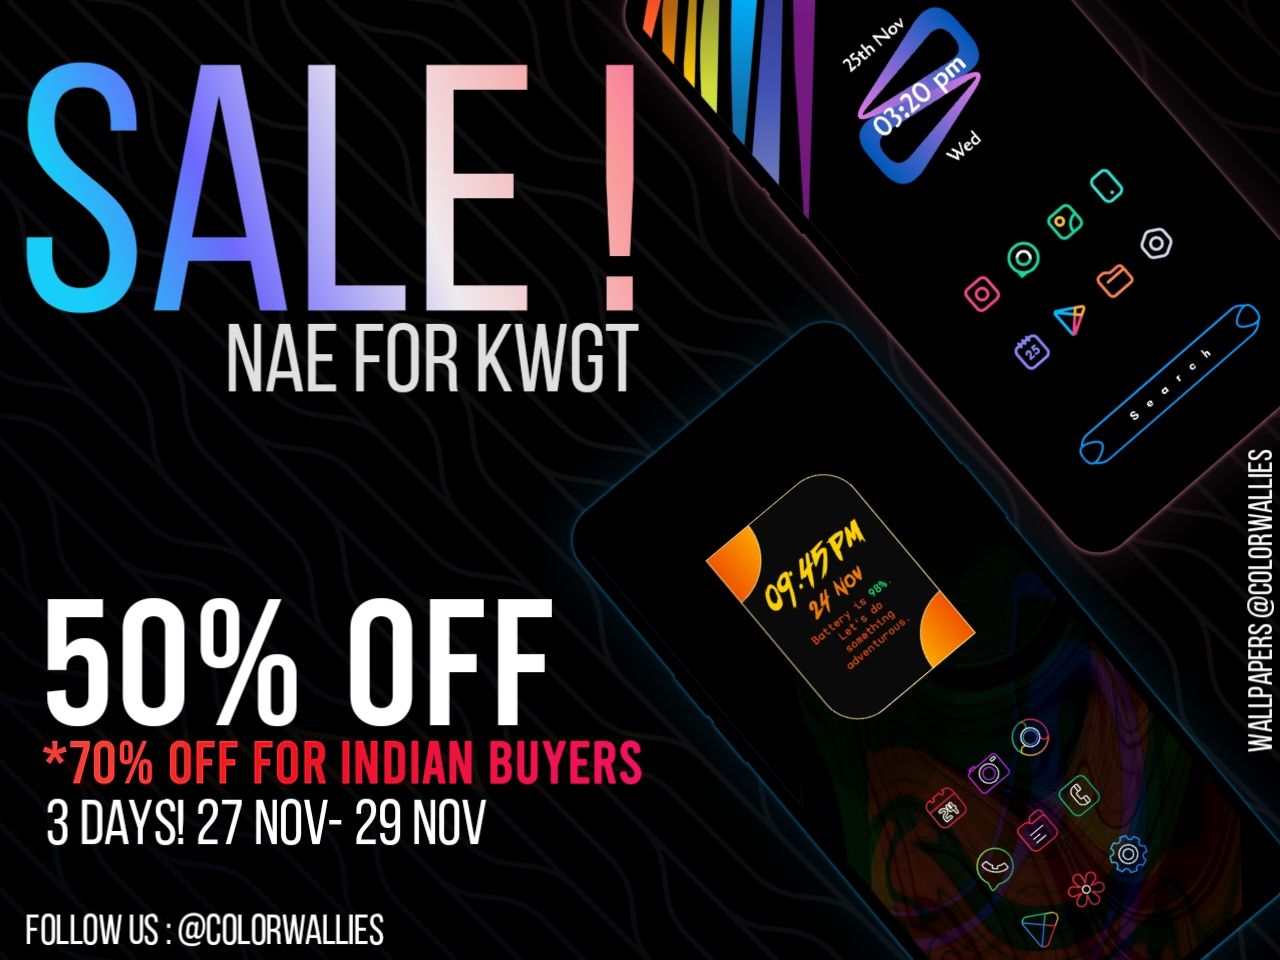 SALE !
NAE FOR KWGT
50% OFF
*70% OFF FOR INDIAN BUYERS
3 DAYS! 27 NOV- 29 NOV
FOLLOW US : @COLORWALLIES
25th Nov
03:20 pm
Wed
25
Search
09:45PM
24 NOV
Battery is 98%.
Let's do
something
adventurous.
24
WALLPAPERS @COLORWALLIES